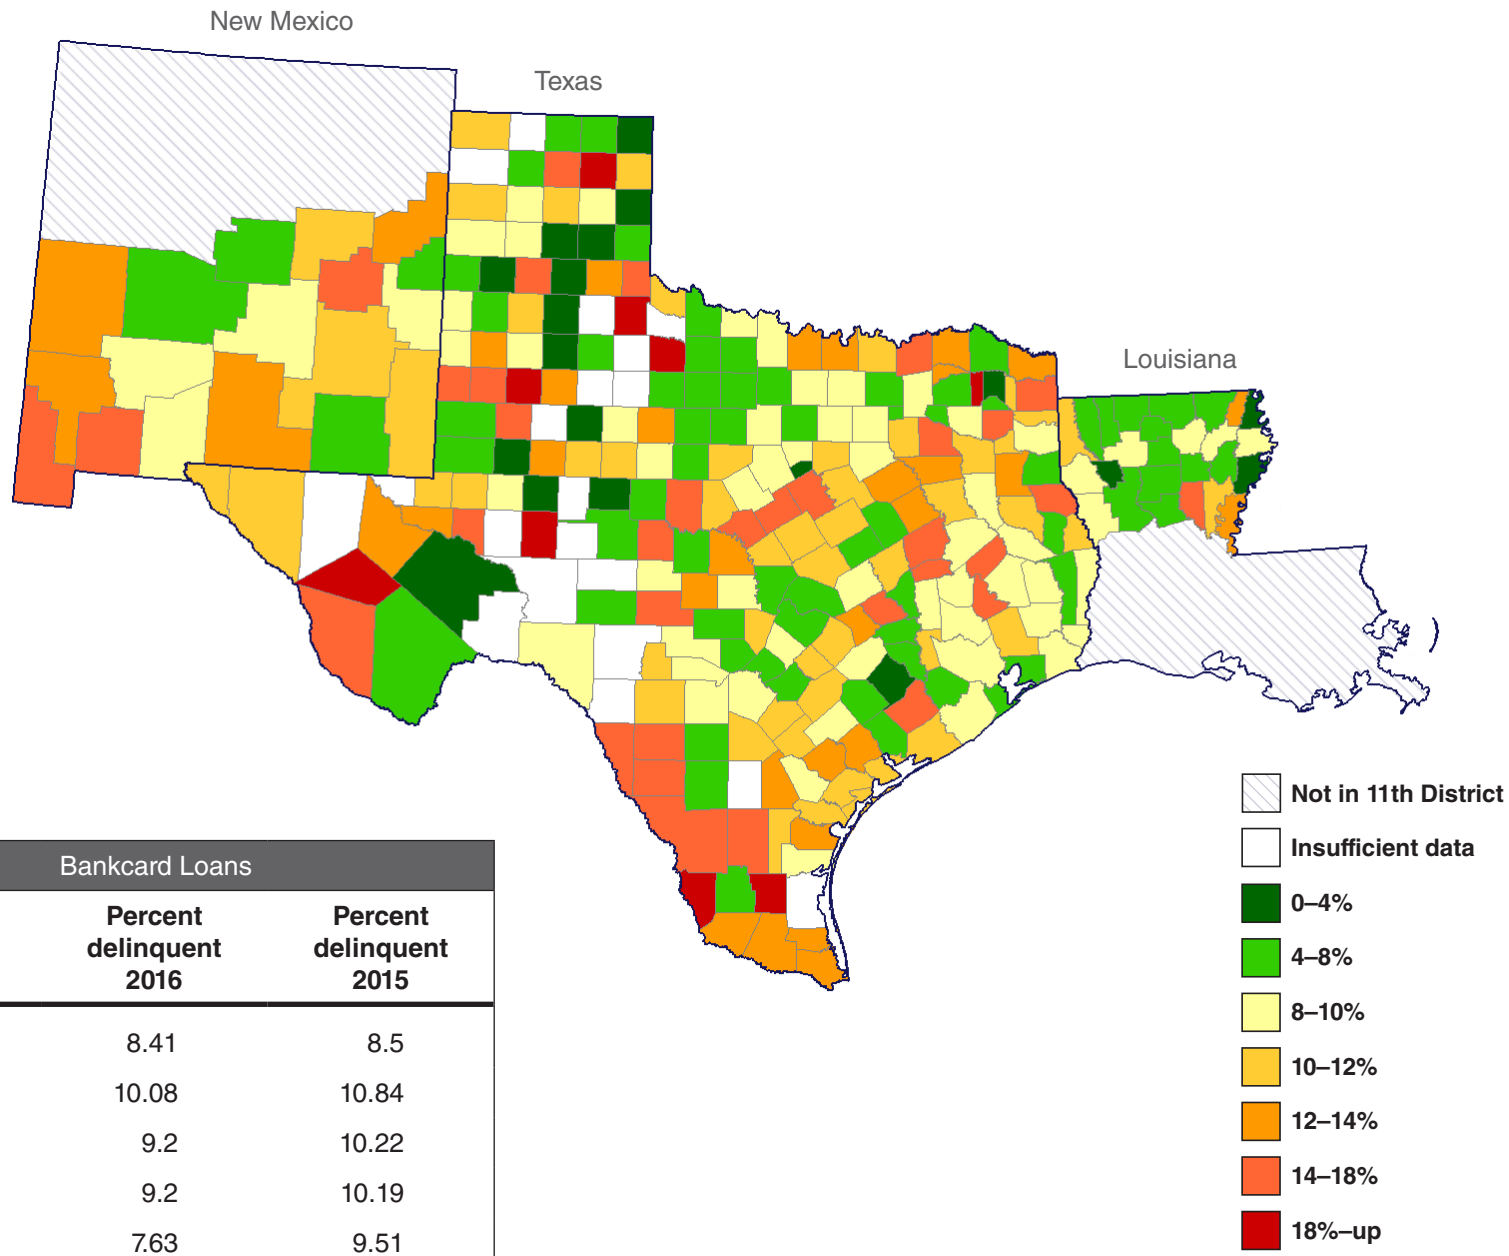 New Mexico
Texas
Louisiana
Not in 11th District
Insufficient data
0–4%
4–8%
8–10%
10–12%
12–14%
14–18%
18%–up
Bankcard Loans
Percent delinquent 2016
Percent delinquent 2015
8.41 8.5
10.08 10.84
9.2 10.22
9.2 10.19
7.63 9.51